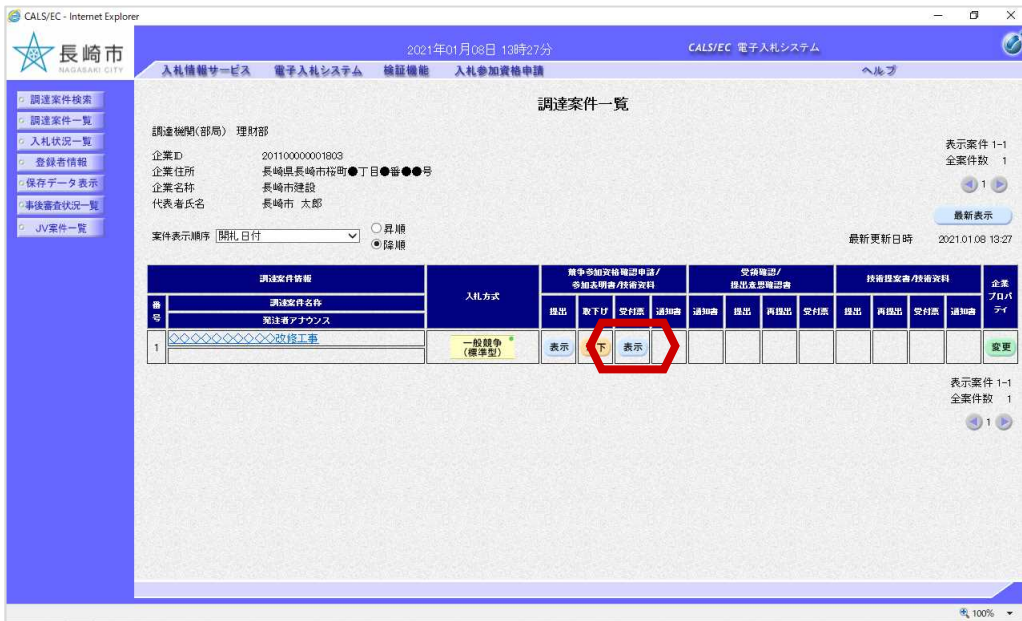 CALS/EC - Internet Explorer
長崎市
NAGASAKI CITY
2021年01月08日 13時27分
CALS/EC 電子入札システム
入札情報サービス 電子入札システム 検証機能 入札参加資格申請 ヘルプ
調達案件検索
調達案件一覧
入札状況一覧
登録者情報
保存データ表示
事後審査状況一覧
JV案件一覧
調達案件一覧
調達機関(部局) 理財部
企業ID 201100000001803
企業住所 長崎県長崎市桜町●丁目●番●●号
企業名称 長崎市建設
代表者氏名 長崎市 太郎
表示案件 1-1
全案件数 1
1
最新表示
案件表示順序 開札日付
昇順
降順
最新更新日時 2021.01.08 13:27
調達案件情報
番号
調達案件名称
発注者アナウンス
入札方式
競争参加資格確認申請/
参加表明書/技術資料
提出 取下げ 受付票 通知書
受領確認/
提出意思確認書
通知書 提出 再提出 受付票
技術提案書/技術資料
提出 再提出 受付票 通知書
企業
プロパ
ティ
1 ◇◇◇◇◇◇◇◇◇◇改修工事
一般競争
(標準型)
表示 下 表示 変更
表示案件 1-1
全案件数 1
1
100%